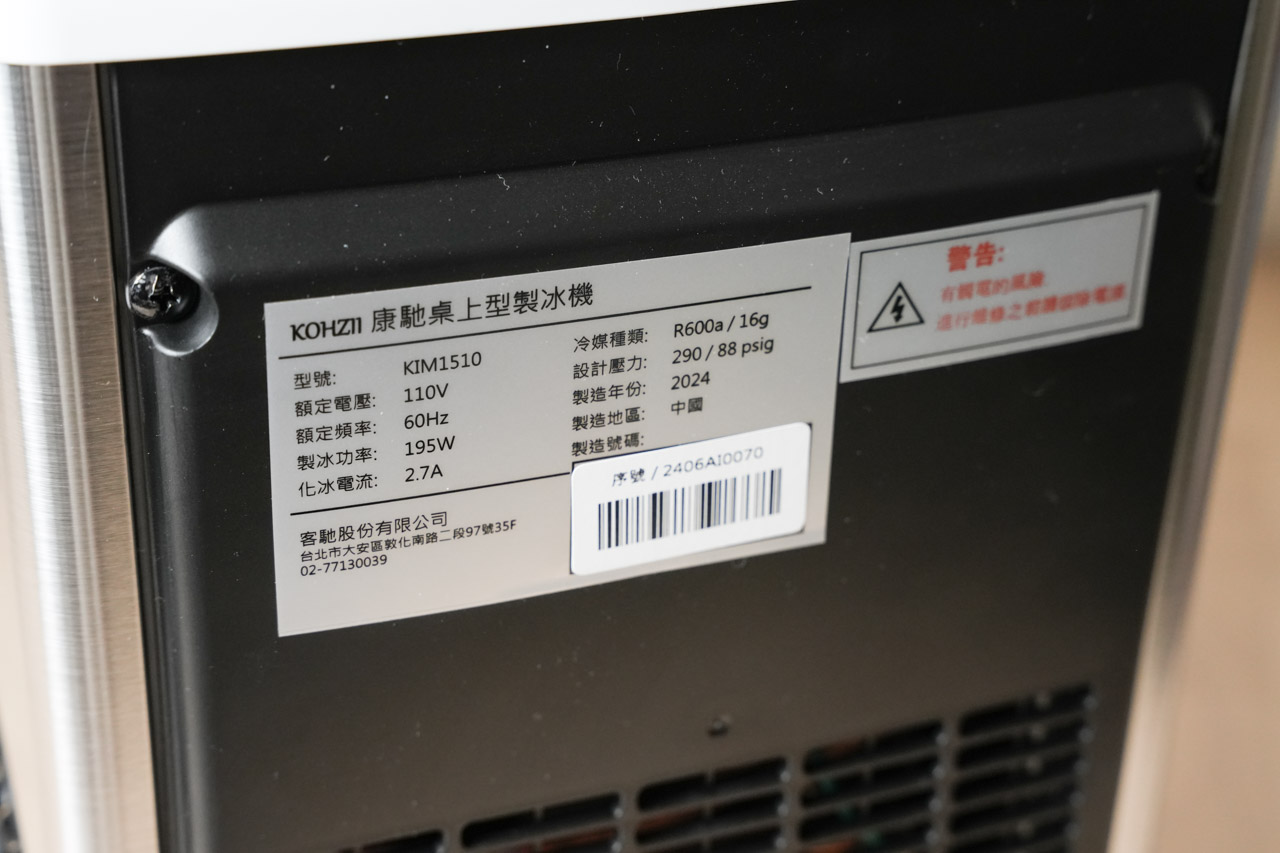 KOHZII 康馳桌上型製冰機
型號: KIM1510
額定電壓: 110V
額定頻率: 60Hz
製冰功率: 195W
化冰電流: 2.7A
冷媒種類: R600a / 16g
設計壓力: 290 / 88 psig
製造年份: 2024
製造地區: 中國
製造號碼:
序號 / 2406AI0070
客馳股份有限公司
台北市大安區敦化南路二段97號35F
02-77130039
警告:
有觸電的風險
進行維修之前請卸除電源